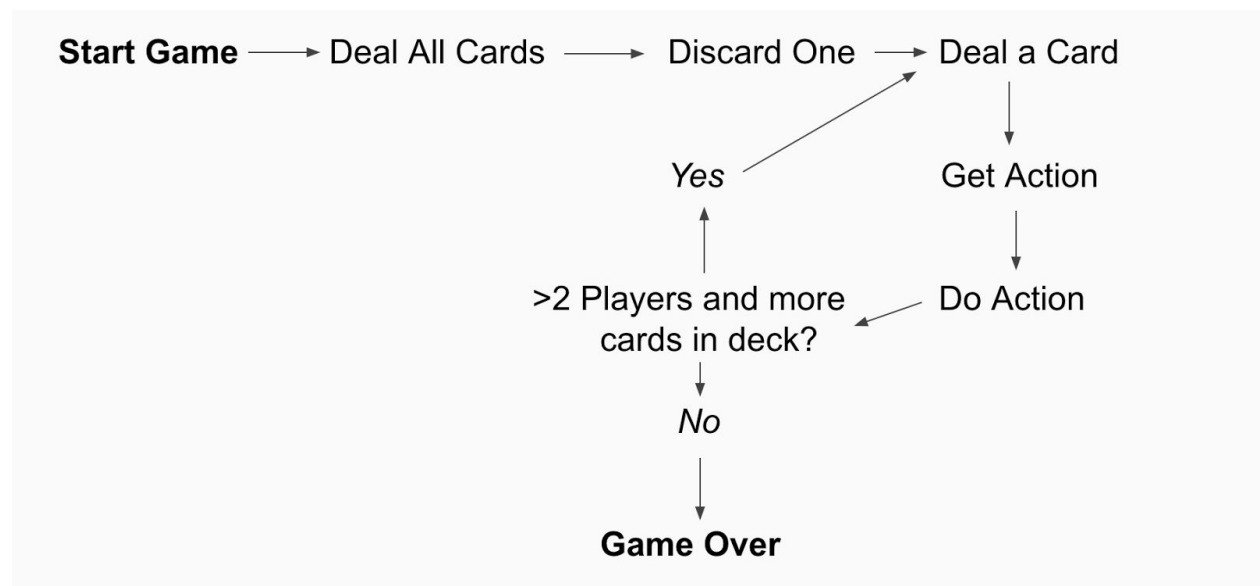 Start Game
Deal All Cards
Discard One
Deal a Card
Yes
Get Action
>2 Players and more
cards in deck?
Do Action
No
Game Over